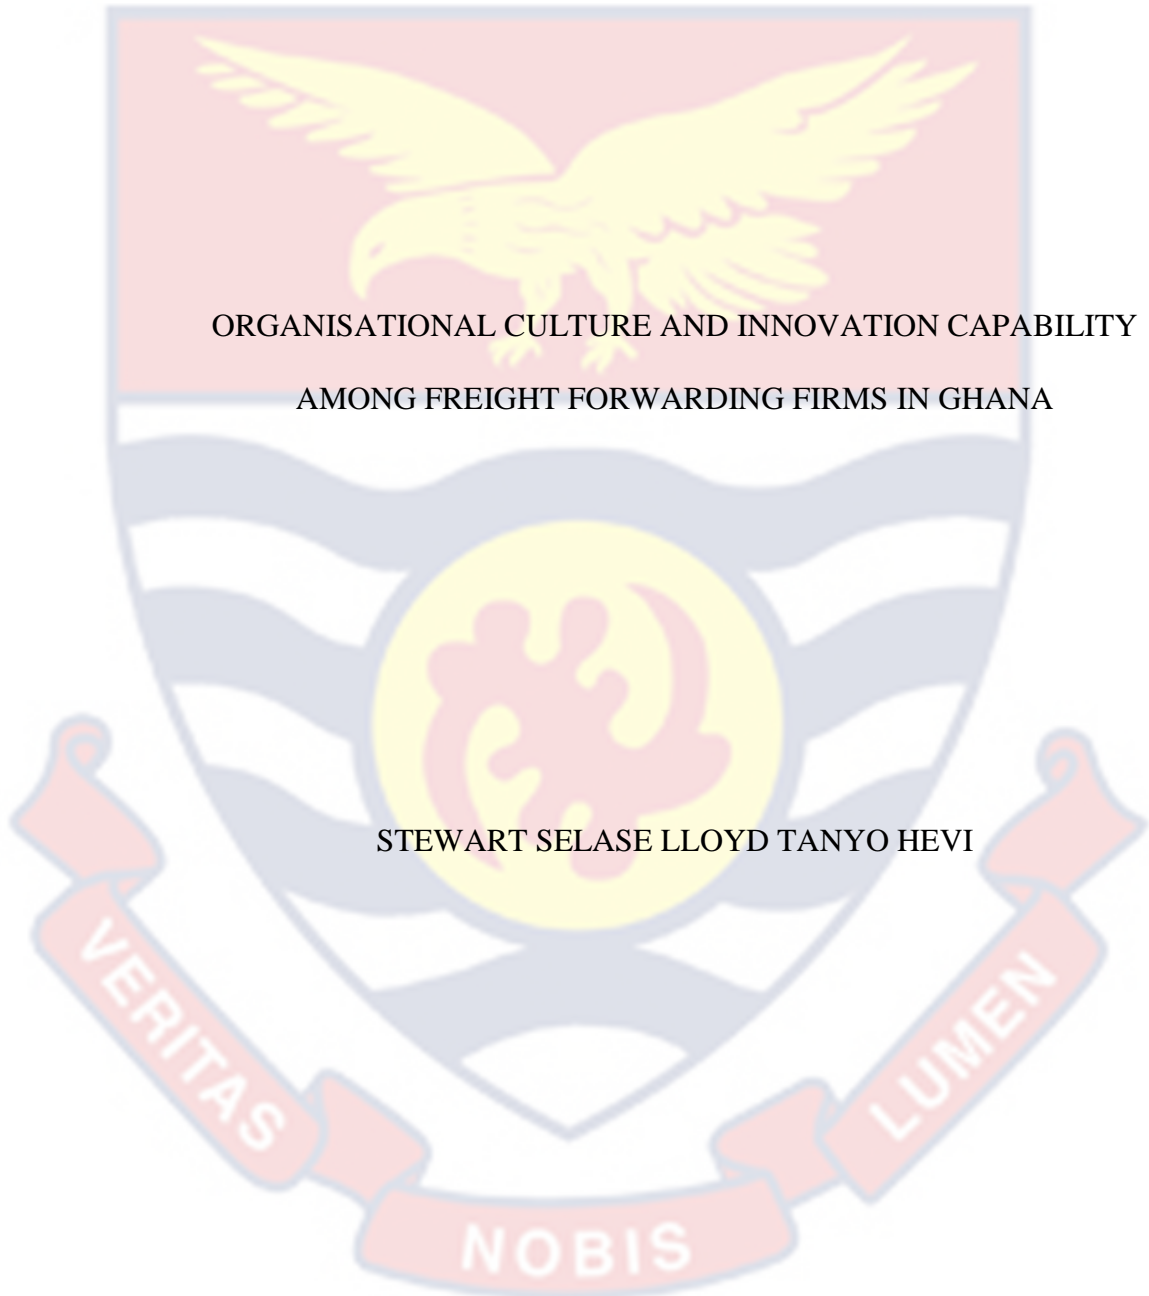 ORGANISATIONAL CULTURE AND INNOVATION CAPABILITY
AMONG FREIGHT FORWARDING FIRMS IN GHANA
STEWART SELASE LLOYD TANYO HEVI
VERITAS
NOBIS
LUMEN